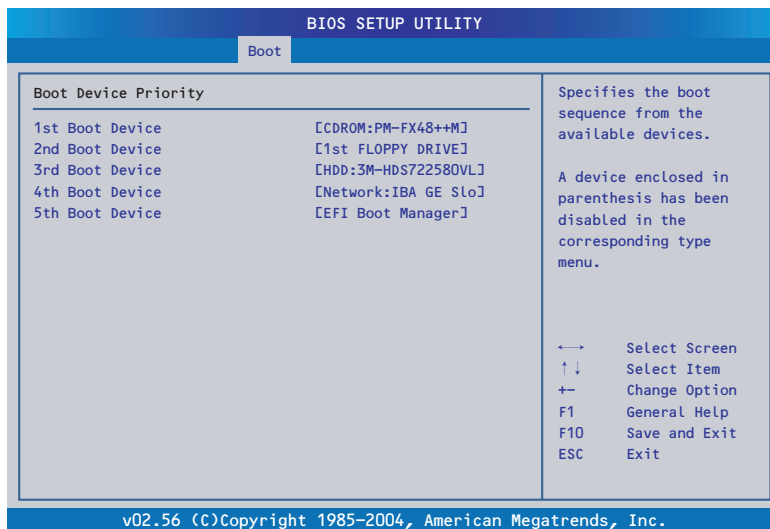 BIOS SETUP UTILITY
Boot
Boot Device Priority
1st Boot Device [CDROM:PM-FX48++M]
2nd Boot Device [1st FLOPPY DRIVE]
3rd Boot Device [HDD:3M-HDS722580VL]
4th Boot Device [Network:IBA GE Slo]
5th Boot Device [EFI Boot Manager]
Specifies the boot
sequence from the
available devices.
A device enclosed in
parenthesis has been
disabled in the
corresponding type
menu.
←→ Select Screen
↑↓ Select Item
+- Change Option
F1 General Help
F10 Save and Exit
ESC Exit
v02.56 (C)Copyright 1985-2004, American Megatrends, Inc.